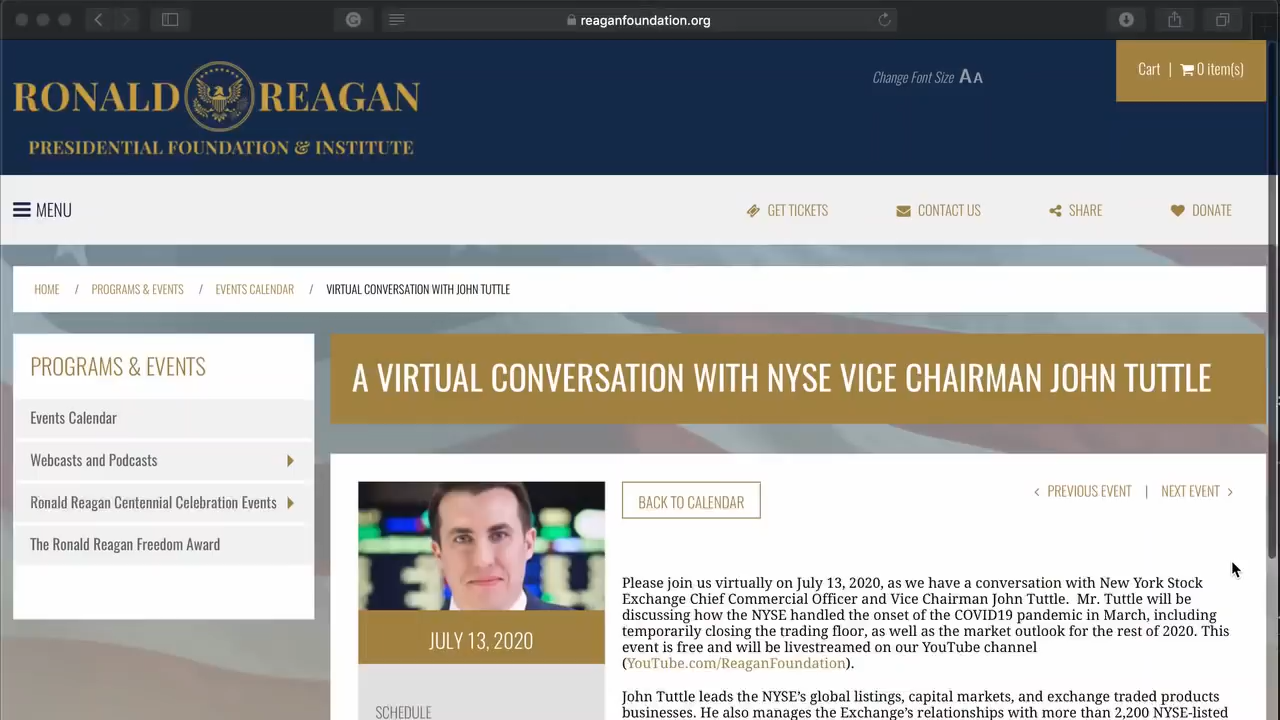 reaganfoundation.org
RONALD REAGAN
PRESIDENTIAL FOUNDATION & INSTITUTE
Change Font Size AA
Cart | 0 item(s)
MENU
GET TICKETS
CONTACT US
SHARE
DONATE
HOME / PROGRAMS & EVENTS / EVENTS CALENDAR / VIRTUAL CONVERSATION WITH JOHN TUTTLE
PROGRAMS & EVENTS
Events Calendar
Webcasts and Podcasts
Ronald Reagan Centennial Celebration Events
The Ronald Reagan Freedom Award
A VIRTUAL CONVERSATION WITH NYSE VICE CHAIRMAN JOHN TUTTLE
JULY 13, 2020
SCHEDULE
BACK TO CALENDAR
< PREVIOUS EVENT | NEXT EVENT >
Please join us virtually on July 13, 2020, as we have a conversation with New York Stock
Exchange Chief Commercial Officer and Vice Chairman John Tuttle.  Mr. Tuttle will be
discussing how the NYSE handled the onset of the COVID19 pandemic in March, including
temporarily closing the trading floor, as well as the market outlook for the rest of 2020. This
event is free and will be livestreamed on our YouTube channel
(YouTube.com/ReaganFoundation).
John Tuttle leads the NYSE's global listings, capital markets, and exchange traded products
businesses. He also manages the Exchange's relationships with more than 2,200 NYSE-listed